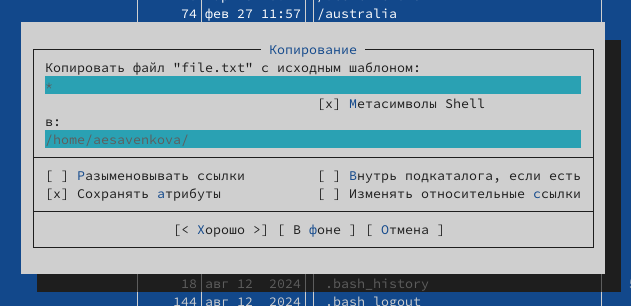 74 фев 27 11:57 /australia
Копирование
Копировать файл "file.txt" с исходным шаблоном:
*
[x] Метасимволы Shell
в:
/home/aesavenkova/
[ ] Разыменовывать ссылки [ ] Внутрь подкаталога, если есть
[x] Сохранять атрибуты [ ] Изменять относительные ссылки
[< Хорошо >] [ В фоне ] [ Отмена ]
18 авг 12 2024 .bash_history
144 авг 12 2024 .bash_logout